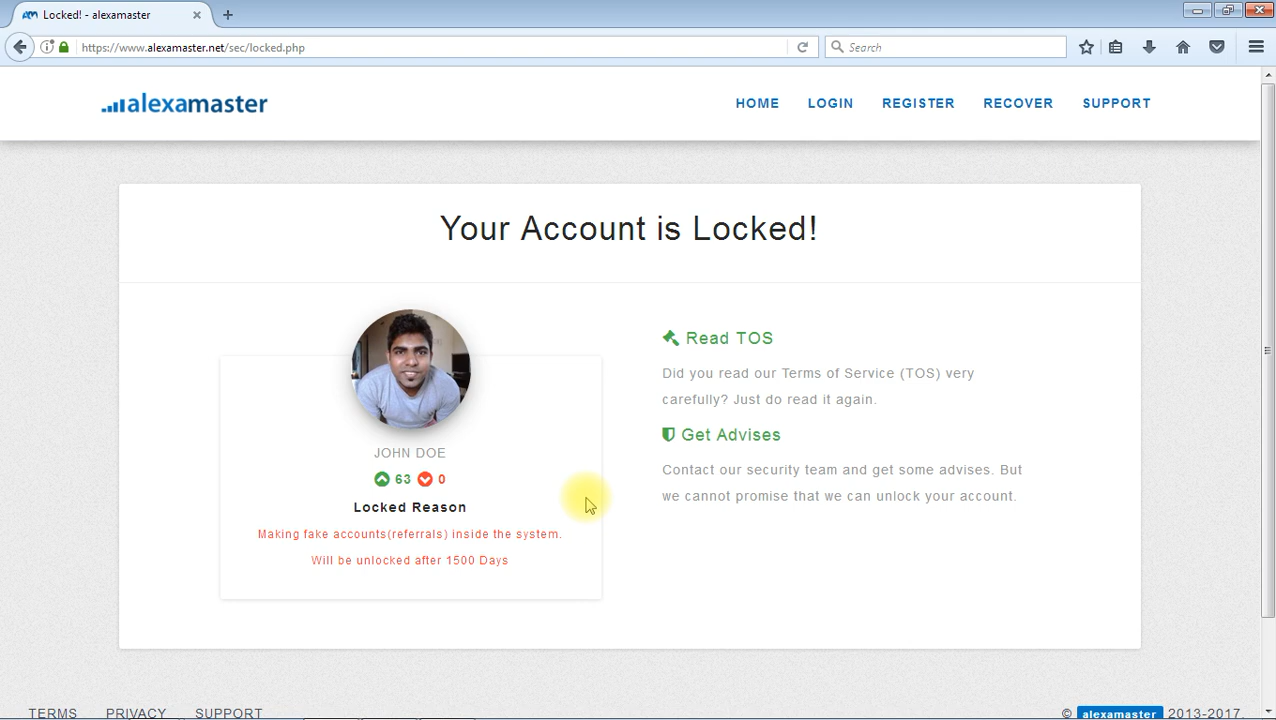 Locked! - alexamaster
https://www.alexamaster.net/sec/locked.php
Search
alexamaster
HOME LOGIN REGISTER RECOVER SUPPORT
Your Account is Locked!
JOHN DOE
63 0
Locked Reason
Making fake accounts(referrals) inside the system.
Will be unlocked after 1500 Days
Read TOS
Did you read our Terms of Service (TOS) very
carefully? Just do read it again.
Get Advises
Contact our security team and get some advises. But
we cannot promise that we can unlock your account.
TERMS PRIVACY SUPPORT
© alexamaster 2013-2017.